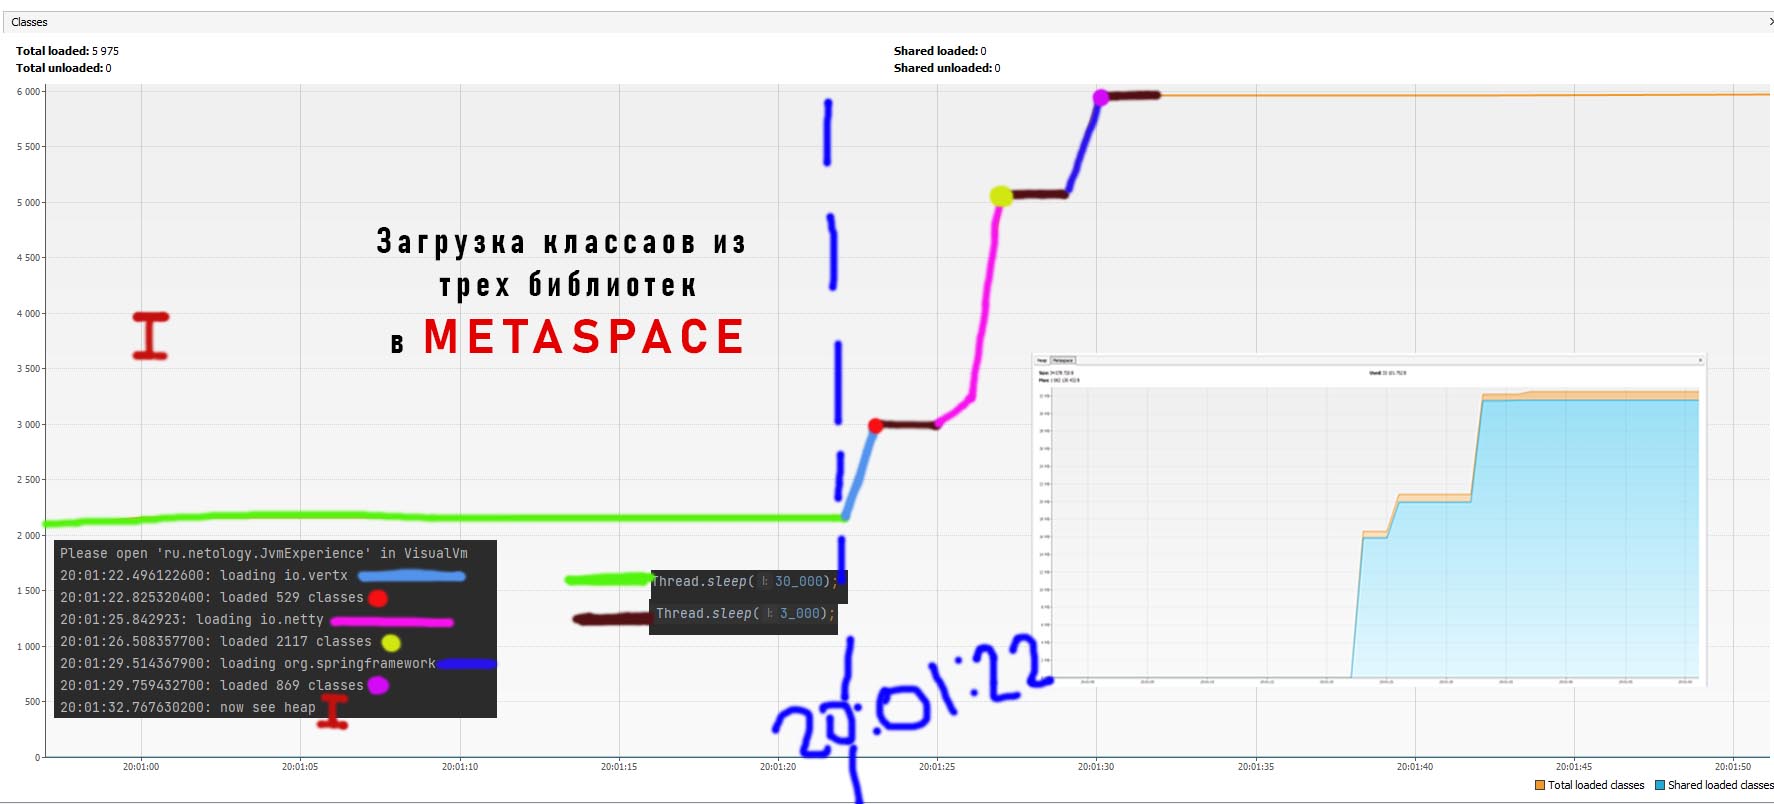 Classes
Total loaded: 5 975
Shared loaded: 0
Total unloaded: 0
Shared unloaded: 0
6 000
5 500
5 000
4 500
4 000
3 500
3 000
2 500
2 000
1 500
1 000
500
0
Загрузка классаов из
трех библиотек
в METASPACE
I
Please open 'ru.netology.JvmExperience' in VisualVm
20:01:22.496122600: loading io.vertx
20:01:22.825320400: loaded 529 classes
20:01:25.842923: loading io.netty
20:01:26.508357700: loaded 2117 classes
20:01:29.514367900: loading org.springframework
20:01:29.759432700: loaded 869 classes
20:01:32.767630200: now see heap I
Thread.sleep( l: 30_000);
Thread.sleep( l: 3_000);
20:01:22
Heap Metaspace
20:01:00
20:01:05
20:01:10
20:01:15
20:01:20
20:01:25
20:01:30
20:01:35
20:01:40
20:01:45
20:01:50
Total loaded classes
Shared loaded classes